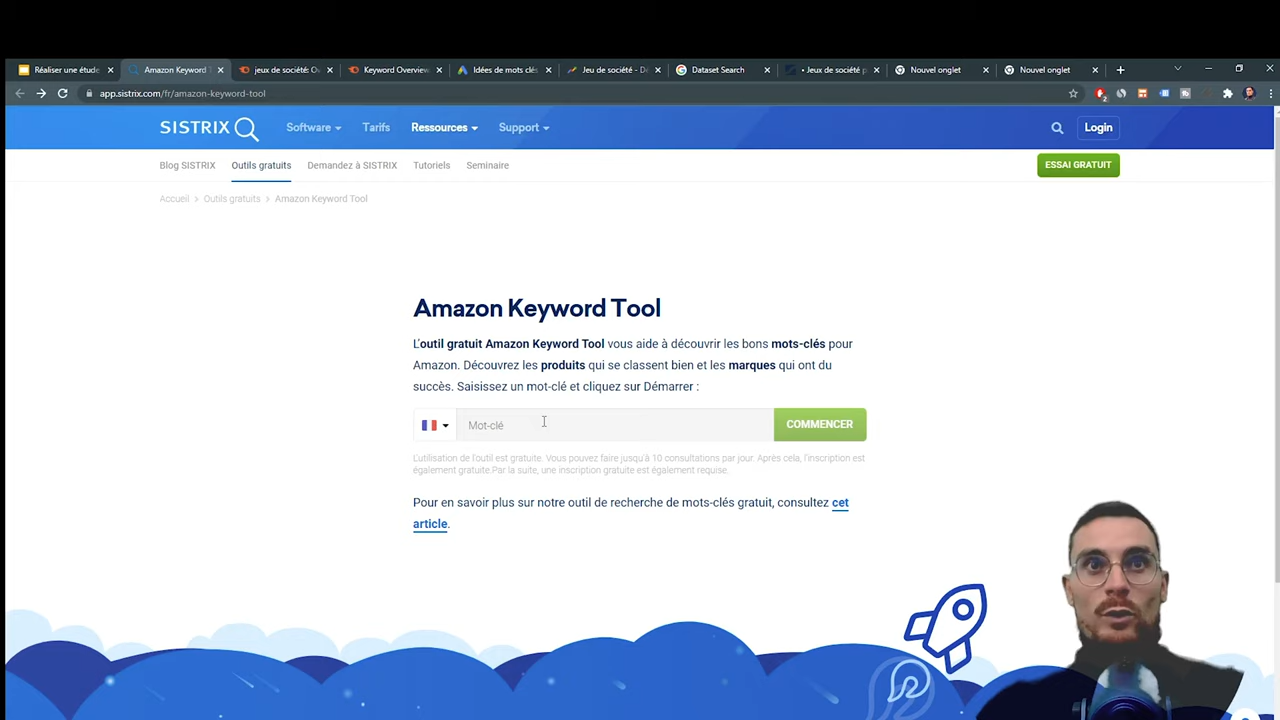 Réaliser une étude
Amazon Keyword T
jeux de société: O
Keyword Overview
Idées de mots clés
Jeu de société - Dé
Dataset Search
• Jeux de société p
Nouvel onglet
Nouvel onglet
app.sistrix.com/fr/amazon-keyword-tool
SISTRIX
Software
Tarifs
Ressources
Support
Login
Blog SISTRIX
Outils gratuits
Demandez à SISTRIX
Tutoriels
Seminaire
ESSAI GRATUIT
Accueil > Outils gratuits > Amazon Keyword Tool
Amazon Keyword Tool
L'outil gratuit Amazon Keyword Tool vous aide à découvrir les bons mots-clés pour
Amazon. Découvrez les produits qui se classent bien et les marques qui ont du
succès. Saisissez un mot-clé et cliquez sur Démarrer :
Mot-clé
COMMENCER
L'utilisation de l'outil est gratuite. Vous pouvez faire jusqu'à 10 consultations par jour. Après cela, l'inscription est
également gratuite.Par la suite, une inscription gratuite est également requise.
Pour en savoir plus sur notre outil de recherche de mots-clés gratuit, consultez cet
article.